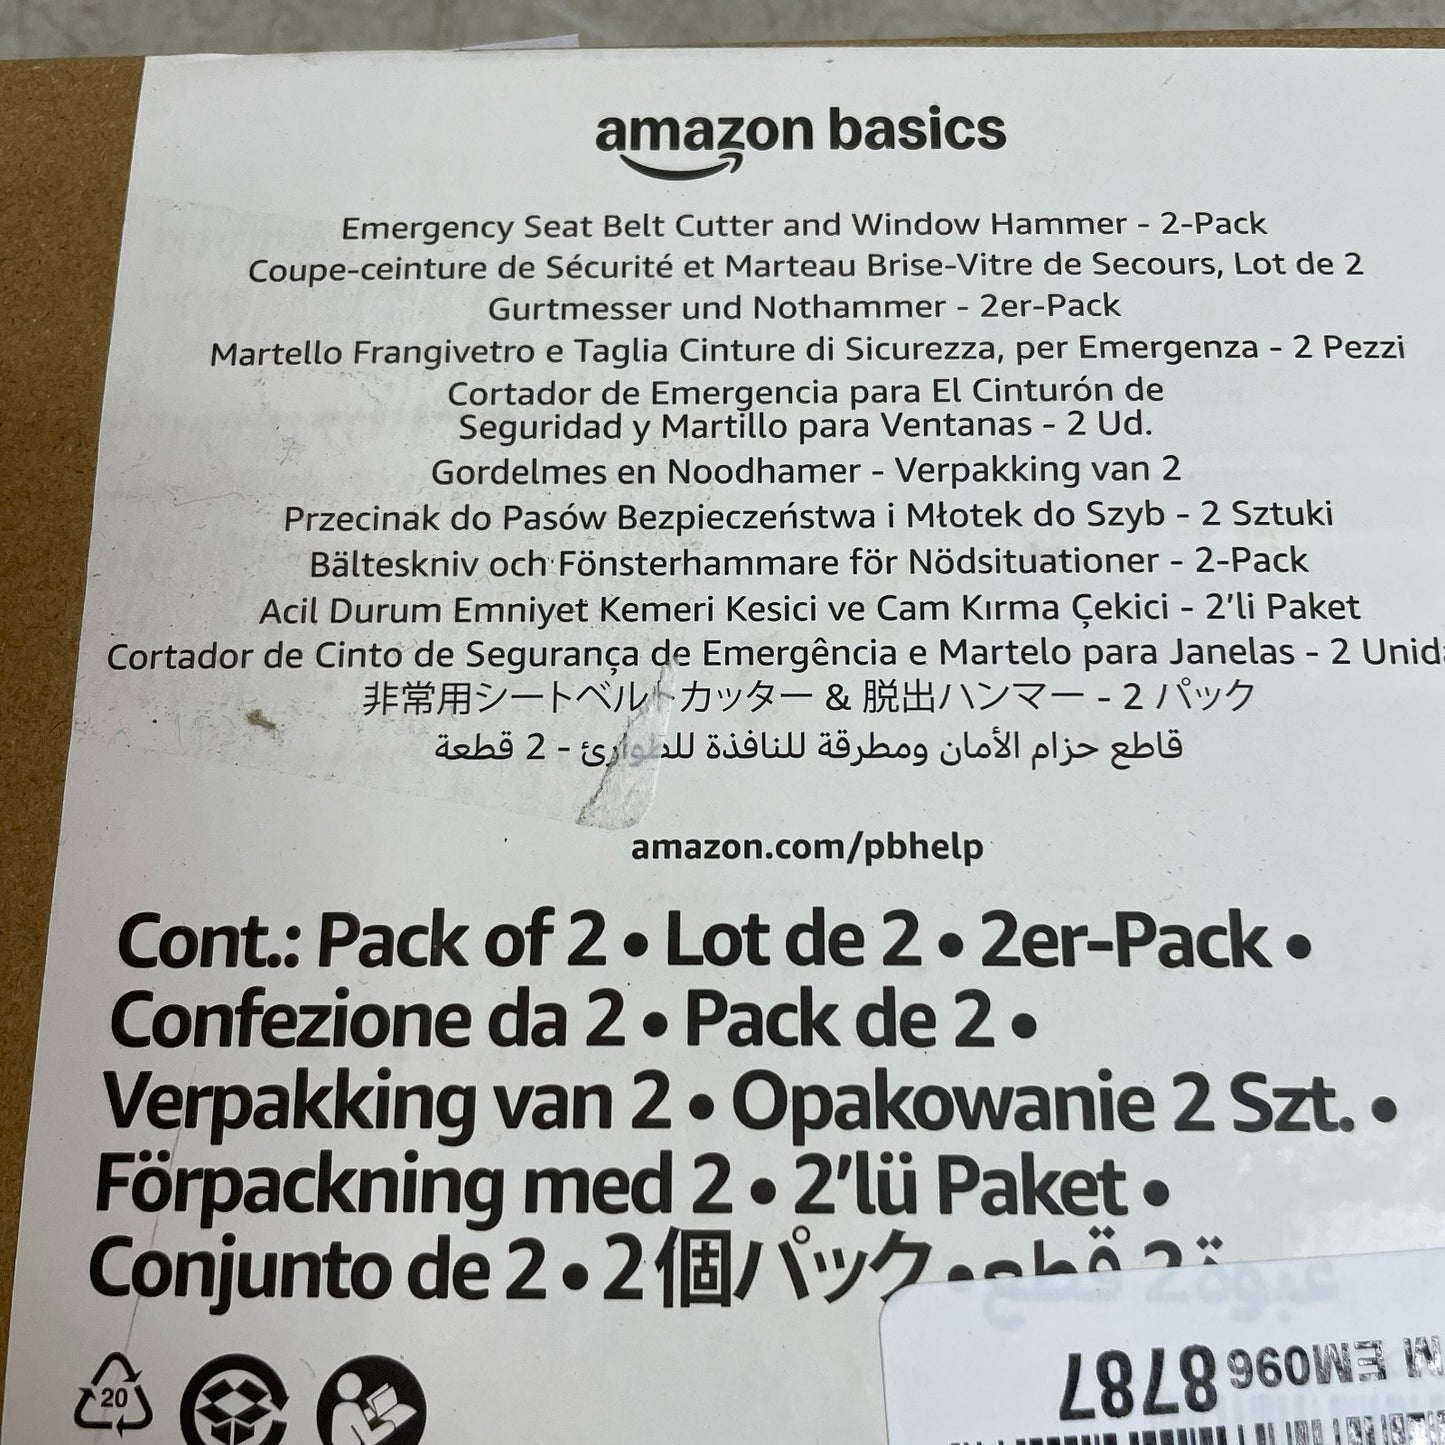 amazon basics
Emergency Seat Belt Cutter and Window Hammer - 2-Pack
Coupe-ceinture de Sécurité et Marteau Brise-Vitre de Secours, Lot de 2
Gurtmesser und Nothammer - 2er-Pack
Martello Frangivetro e Taglia Cinture di Sicurezza, per Emergenza - 2 Pezzi
Cortador de Emergencia para El Cinturón de
Seguridad y Martillo para Ventanas - 2 Ud.
Gordelmes en Noodhamer - Verpakking van 2
Przecinak do Pasów Bezpieczeństwa i Młotek do Szyb - 2 Sztuki
Bälteskniv och Fönsterhammare för Nödsituationer - 2-Pack
Acil Durum Emniyet Kemeri Kesici ve Cam Kırma Çekici - 2’li Paket
Cortador de Cinto de Segurança de Emergência e Martelo para Janelas - 2 Unid
非常用シートベルトカッター & 脱出ハンマー - 2 パック
قاطع حزام الأمان ومطرقة للنافذة للطوارئ - 2 قطعة
amazon.com/pbhelp
Cont.: Pack of 2 • Lot de 2 • 2er-Pack •
Confezione da 2 • Pack de 2 •
Verpakking van 2 • Opakowanie 2 Szt. •
Förpackning med 2 • 2’lü Paket •
Conjunto de 2 • 2個パック •
20
M EM096 8787